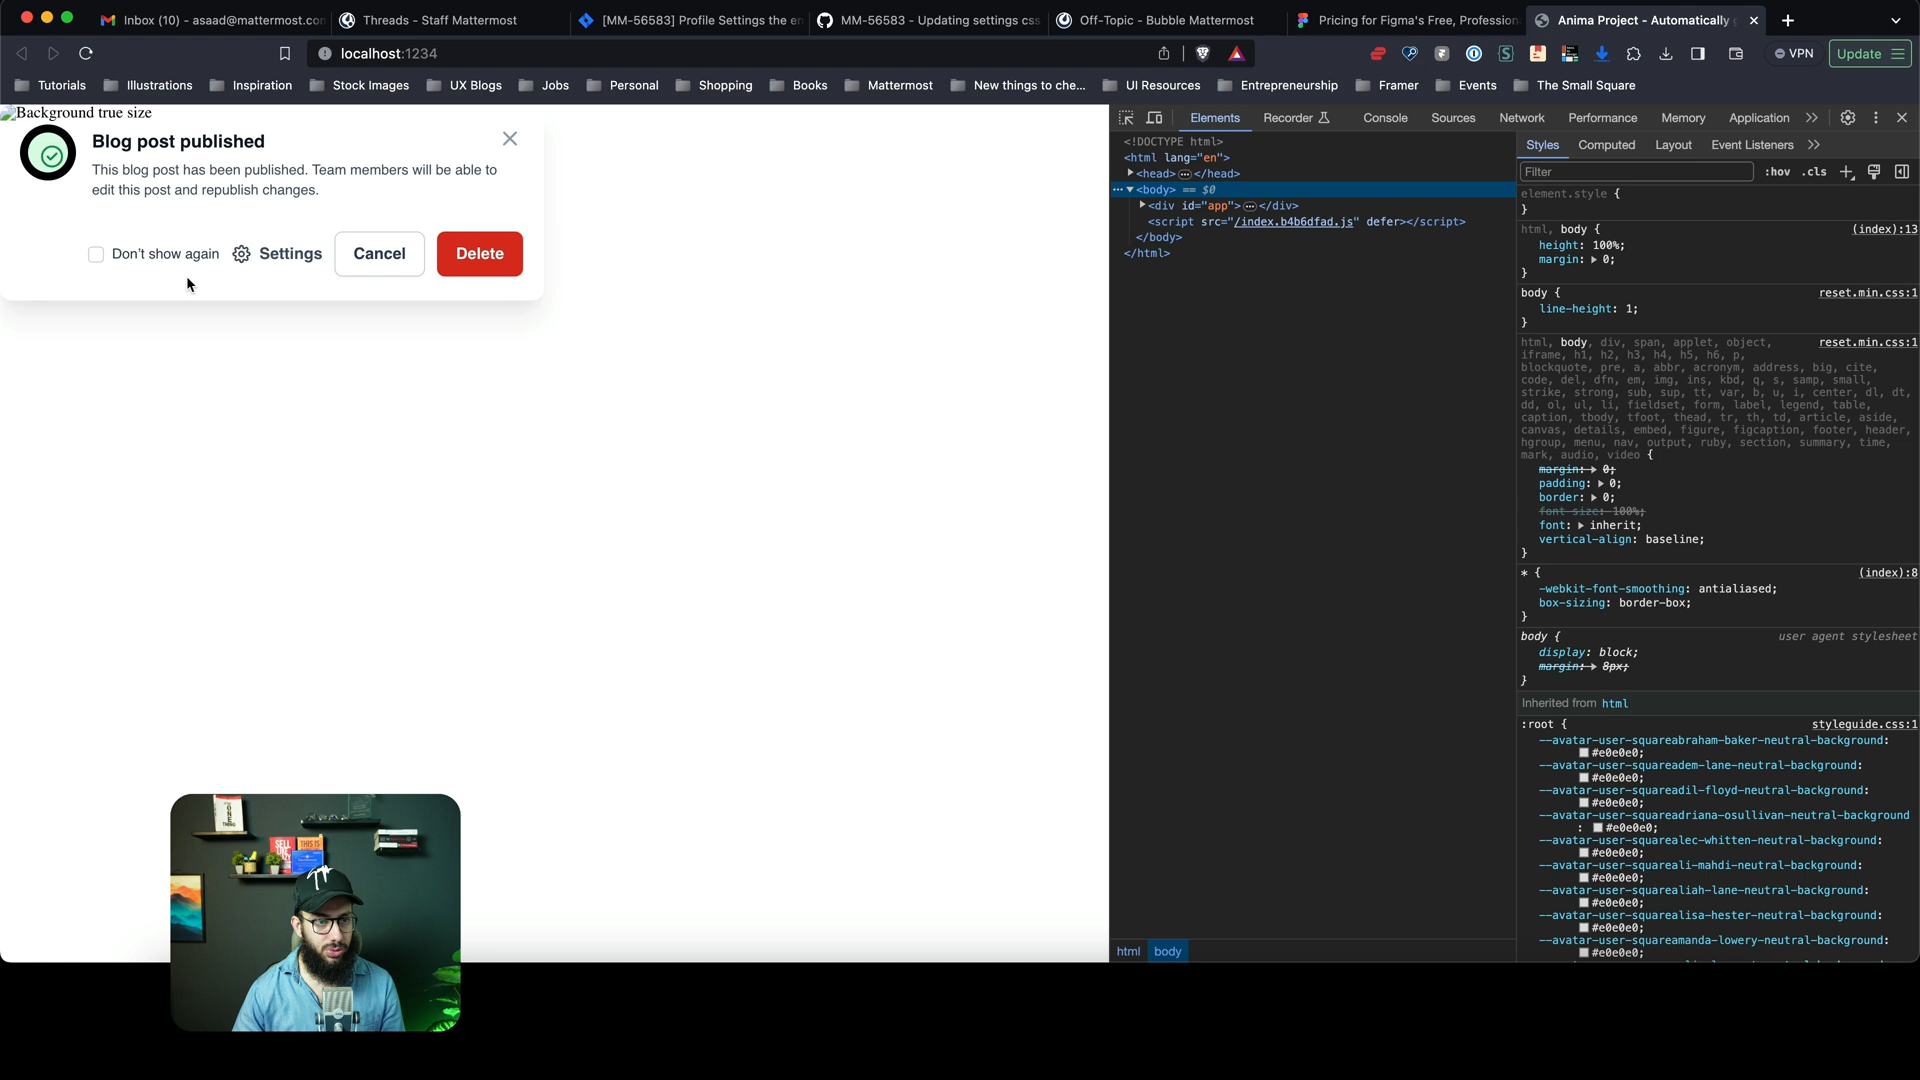 Inbox (10) - asaad@mattermost.con
Threads - Staff Mattermost
[MM-56583] Profile Settings the en
MM-56583 - Updating settings css
Off-Topic - Bubble Mattermost
Pricing for Figma's Free, Profession
Anima Project - Automatically
localhost:1234
VPN
Update
Tutorials
Illustrations
Inspiration
Stock Images
UX Blogs
Jobs
Personal
Shopping
Books
Mattermost
New things to che...
UI Resources
Entrepreneurship
Framer
Events
The Small Square
Background true size
Blog post published
This blog post has been published. Team members will be able to
edit this post and republish changes.
Don't show again
Settings
Cancel
Delete
Elements
Recorder
Console
Sources
Network
Performance
Memory
Application
<!DOCTYPE html>
<html lang="en">
<head> </head>
<body> == $0
<div id="app"> </div>
<script src="/index.b4b6dfad.js" defer></script>
</body>
</html>
html body
Styles
Computed
Layout
Event Listeners
Filter
:hov .cls
element.style {
}
html, body { (index):13
height: 100%;
margin: 0;
}
body { reset.min.css:1
line-height: 1;
}
html, body, div, span, applet, object, reset.min.css:1
iframe, h1, h2, h3, h4, h5, h6, p,
blockquote, pre, a, abbr, acronym, address, big, cite,
code, del, dfn, em, img, ins, kbd, q, s, samp, small,
strike, strong, sub, sup, tt, var, b, u, i, center, dl, dt,
dd, ol, ul, li, fieldset, form, label, legend, table,
caption, tbody, tfoot, thead, tr, th, td, article, aside,
canvas, details, embed, figure, figcaption, footer, header,
hgroup, menu, nav, output, ruby, section, summary, time,
mark, audio, video {
margin: 0;
padding: 0;
border: 0;
font-size: 100%;
font: inherit;
vertical-align: baseline;
}
* { (index):8
-webkit-font-smoothing: antialiased;
box-sizing: border-box;
}
body { user agent stylesheet
display: block;
margin: 8px;
}
Inherited from html
:root { styleguide.css:1
--avatar-user-squareabraham-baker-neutral-background:
#e0e0e0;
--avatar-user-squareadem-lane-neutral-background:
#e0e0e0;
--avatar-user-squareadil-floyd-neutral-background:
#e0e0e0;
--avatar-user-squareadriana-osullivan-neutral-background
: #e0e0e0;
--avatar-user-squarealec-whitten-neutral-background:
#e0e0e0;
--avatar-user-squareali-mahdi-neutral-background:
#e0e0e0;
--avatar-user-squarealiah-lane-neutral-background:
#e0e0e0;
--avatar-user-squarealisa-hester-neutral-background:
#e0e0e0;
--avatar-user-squareamanda-lowery-neutral-background:
#e0e0e0;
THE
ONE
THING
SELL
THIS IS